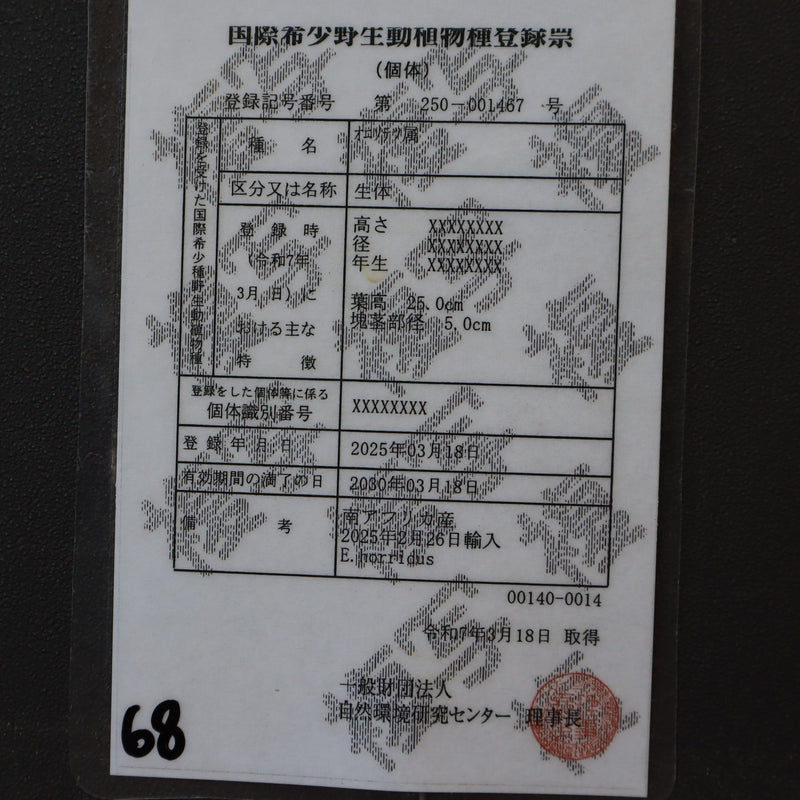 国際希少野生動植物種登録票
(個体)
登録記号番号 第 250-001467 号
登録を受けた国際希少野生動植物種
種 名 オニソテツ属
区分又は名称 生体
登 録 時
(令和7年
3月 日)に
おける主な
特 徴
高さ XXXXXXXX
径 XXXXXXXX
年生 XXXXXXXX
葉高 25.0cm
塊茎部径 5.0cm
登録をした個体等に係る
個体識別番号 XXXXXXXX
登 録 年 月 日 2025年03月18日
有効期間の満了の日 2030年03月18日
備 考
南アフリカ産
2025年2月26日輸入
E.horridus
00140-0014
令和7年3月18日 取得
一般財団法人
自然環境研究センター 理事長
68